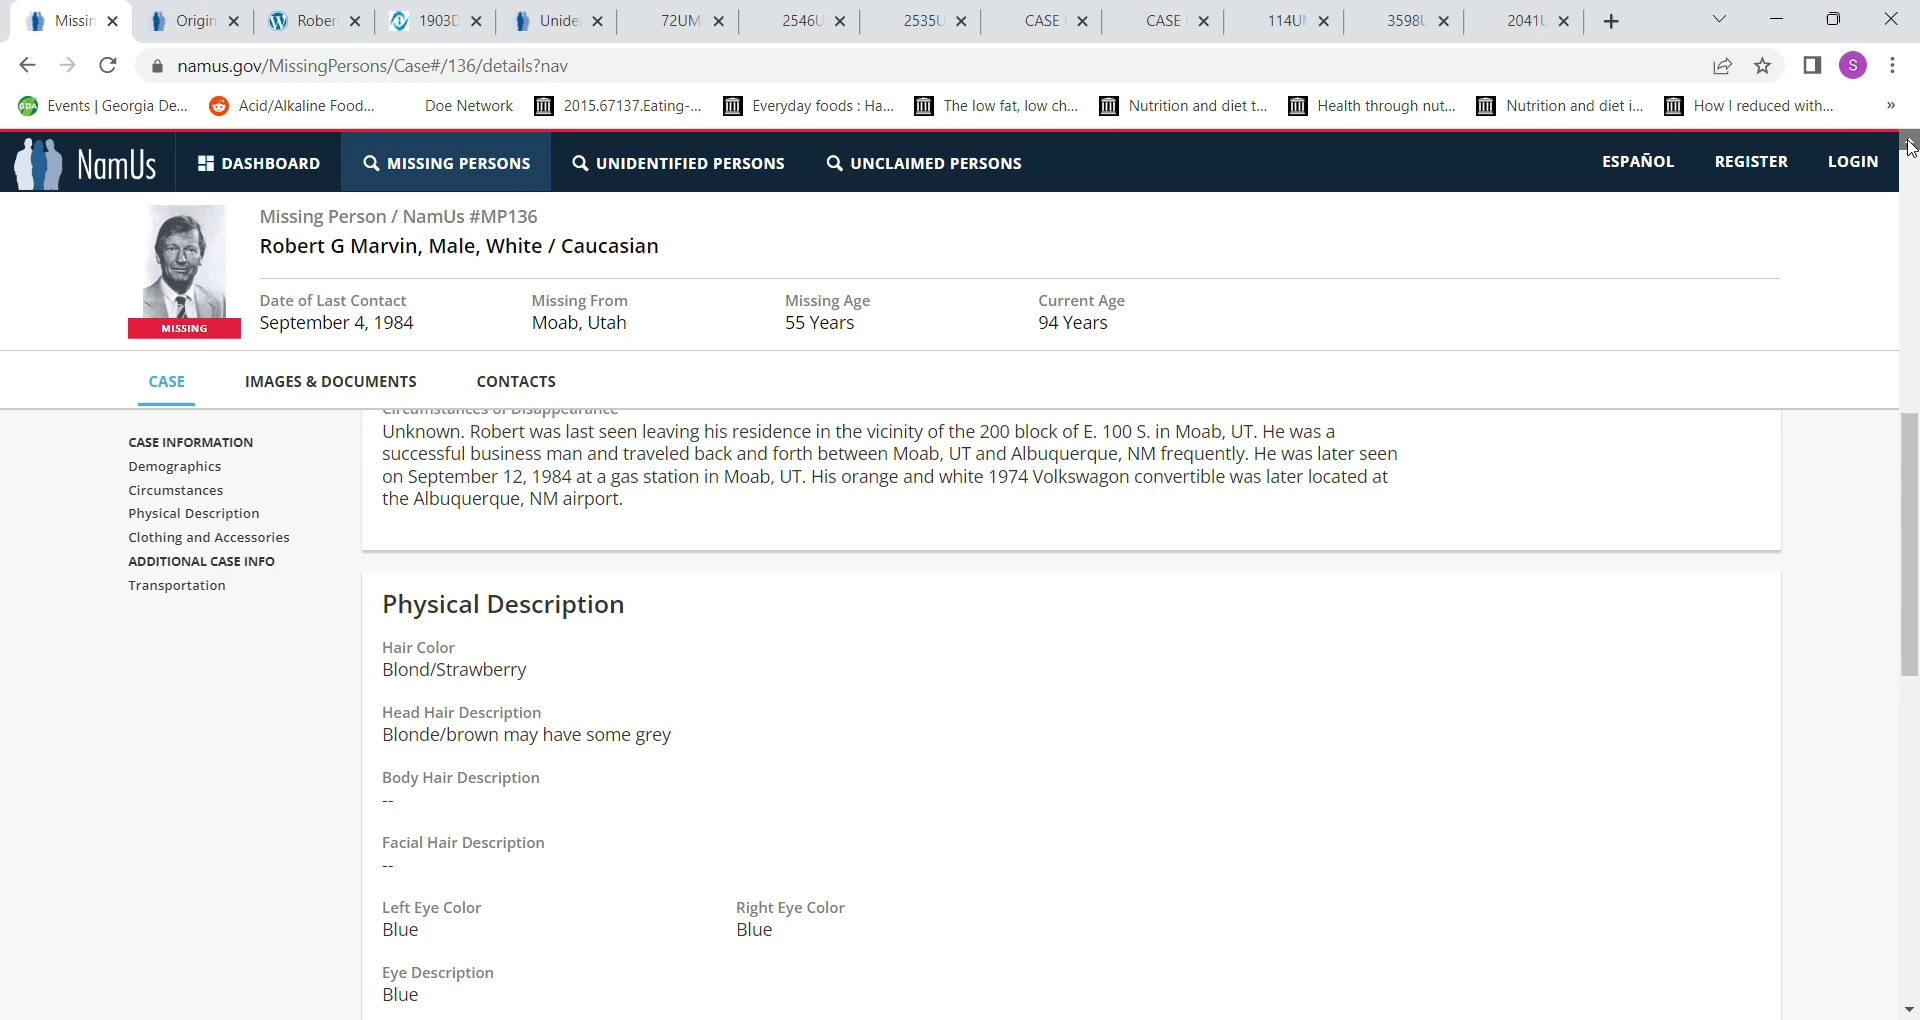 Missin
Origin
Rober
1903D
Unide
72UM
2546U
2535U
CASE
CASE
114U
3598U
2041U
namus.gov/MissingPersons/Case#/136/details?nav
S
GDA Events | Georgia De...
Acid/Alkaline Food...
Doe Network
2015.67137.Eating-...
Everyday foods : Ha...
The low fat, low ch...
Nutrition and diet t...
Health through nut...
Nutrition and diet i...
How I reduced with...
»
NamUs
DASHBOARD
MISSING PERSONS
UNIDENTIFIED PERSONS
UNCLAIMED PERSONS
ESPAÑOL
REGISTER
LOGIN
MISSING
Missing Person / NamUs #MP136
Robert G Marvin, Male, White / Caucasian
Date of Last Contact
September 4, 1984
Missing From
Moab, Utah
Missing Age
55 Years
Current Age
94 Years
CASE
IMAGES & DOCUMENTS
CONTACTS
CASE INFORMATION
Demographics
Circumstances
Physical Description
Clothing and Accessories
ADDITIONAL CASE INFO
Transportation
Circumstances of Disappearance
Unknown. Robert was last seen leaving his residence in the vicinity of the 200 block of E. 100 S. in Moab, UT. He was a
successful business man and traveled back and forth between Moab, UT and Albuquerque, NM frequently. He was later seen
on September 12, 1984 at a gas station in Moab, UT. His orange and white 1974 Volkswagon convertible was later located at
the Albuquerque, NM airport.
Physical Description
Hair Color
Blond/Strawberry
Head Hair Description
Blonde/brown may have some grey
Body Hair Description
--
Facial Hair Description
--
Left Eye Color
Blue
Right Eye Color
Blue
Eye Description
Blue